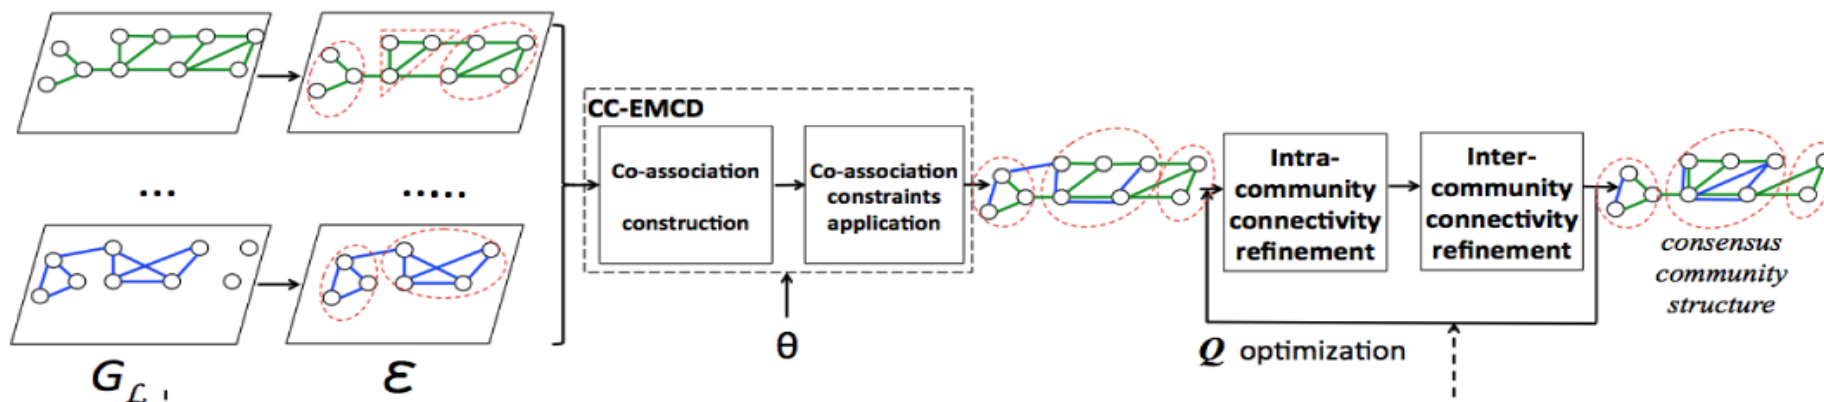 CC-EMCD
Co-association
construction
Co-association
constraints
application
Intra-
community
connectivity
refinement
Inter-
community
connectivity
refinement
...
.....
consensus
community
structure
θ
Q optimization
G_ℒ
ℰ